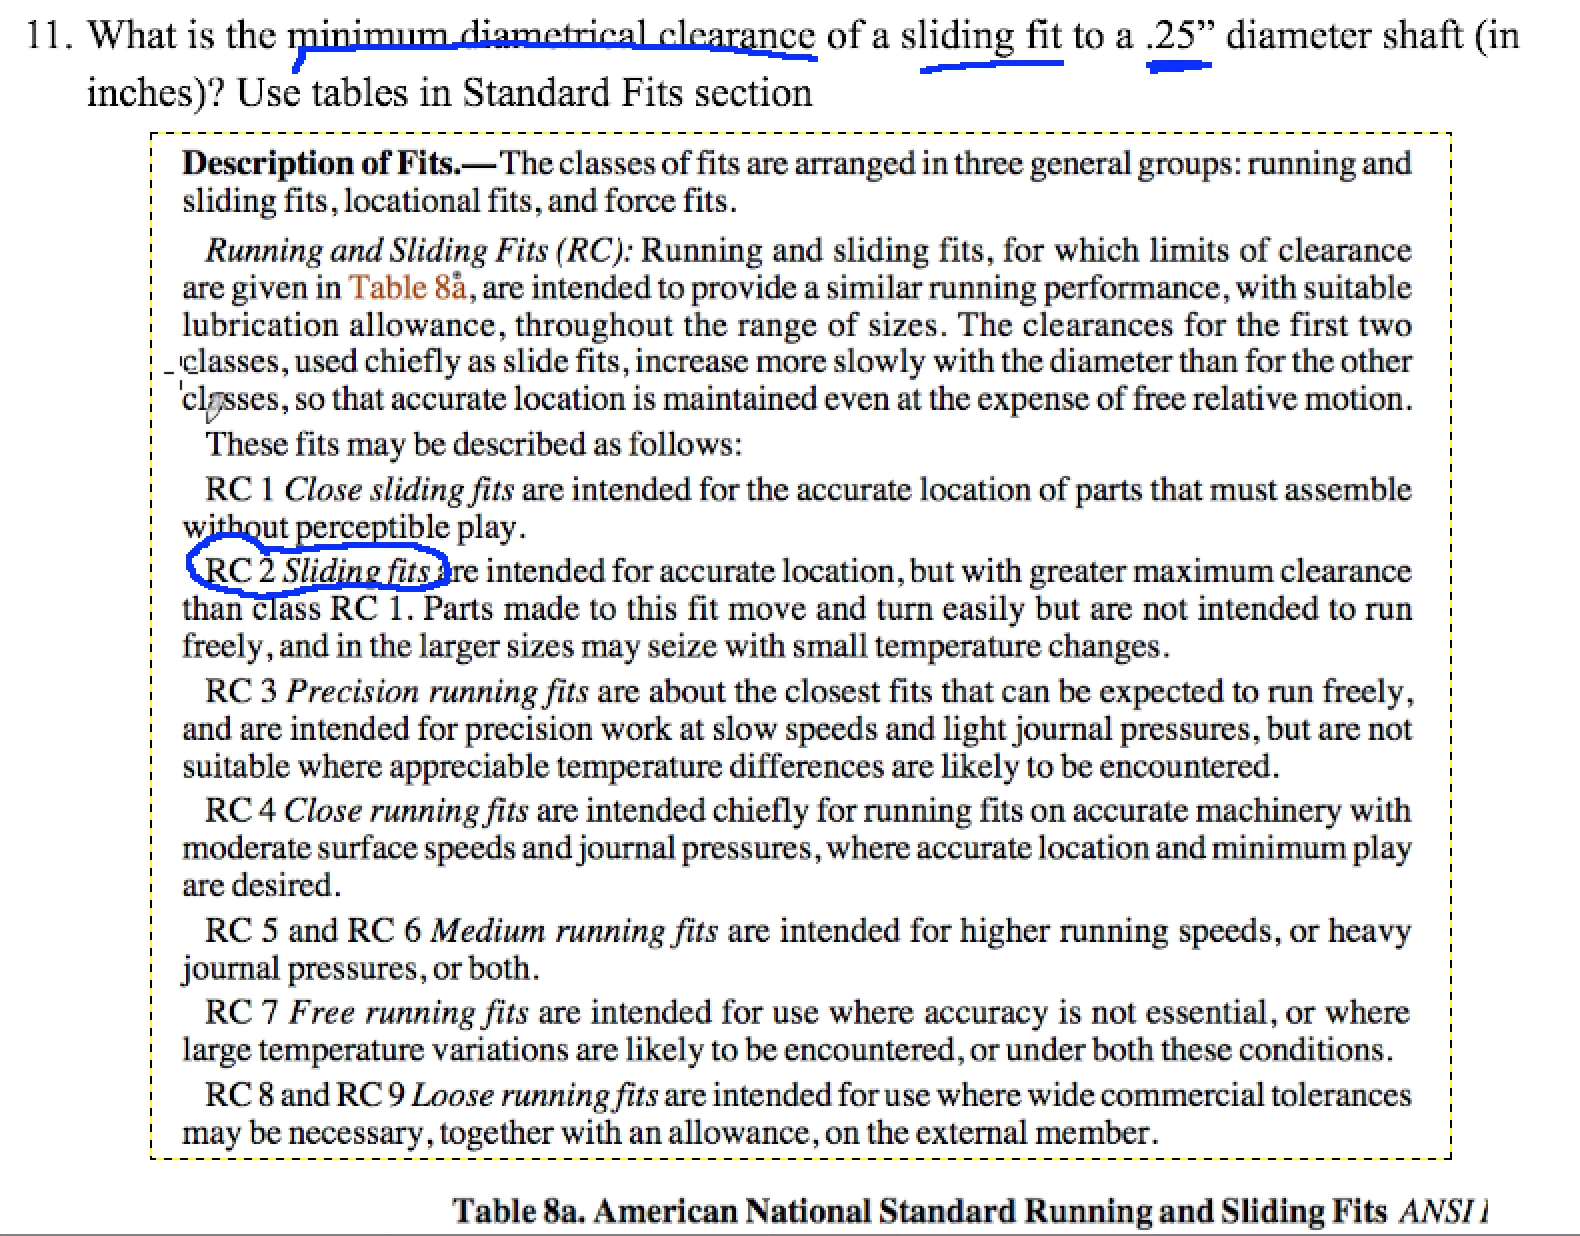 11. What is the minimum diametrical clearance of a sliding fit to a .25” diameter shaft (in
inches)? Use tables in Standard Fits section
Description of Fits.—The classes of fits are arranged in three general groups: running and
sliding fits, locational fits, and force fits.
Running and Sliding Fits (RC): Running and sliding fits, for which limits of clearance
are given in Table 8a, are intended to provide a similar running performance, with suitable
lubrication allowance, throughout the range of sizes. The clearances for the first two
classes, used chiefly as slide fits, increase more slowly with the diameter than for the other
classes, so that accurate location is maintained even at the expense of free relative motion.
These fits may be described as follows:
RC 1 Close sliding fits are intended for the accurate location of parts that must assemble
without perceptible play.
RC 2 Sliding fits are intended for accurate location, but with greater maximum clearance
than class RC 1. Parts made to this fit move and turn easily but are not intended to run
freely, and in the larger sizes may seize with small temperature changes.
RC 3 Precision running fits are about the closest fits that can be expected to run freely,
and are intended for precision work at slow speeds and light journal pressures, but are not
suitable where appreciable temperature differences are likely to be encountered.
RC 4 Close running fits are intended chiefly for running fits on accurate machinery with
moderate surface speeds and journal pressures, where accurate location and minimum play
are desired.
RC 5 and RC 6 Medium running fits are intended for higher running speeds, or heavy
journal pressures, or both.
RC 7 Free running fits are intended for use where accuracy is not essential, or where
large temperature variations are likely to be encountered, or under both these conditions.
RC 8 and RC 9 Loose running fits are intended for use where wide commercial tolerances
may be necessary, together with an allowance, on the external member.
Table 8a. American National Standard Running and Sliding Fits ANSI